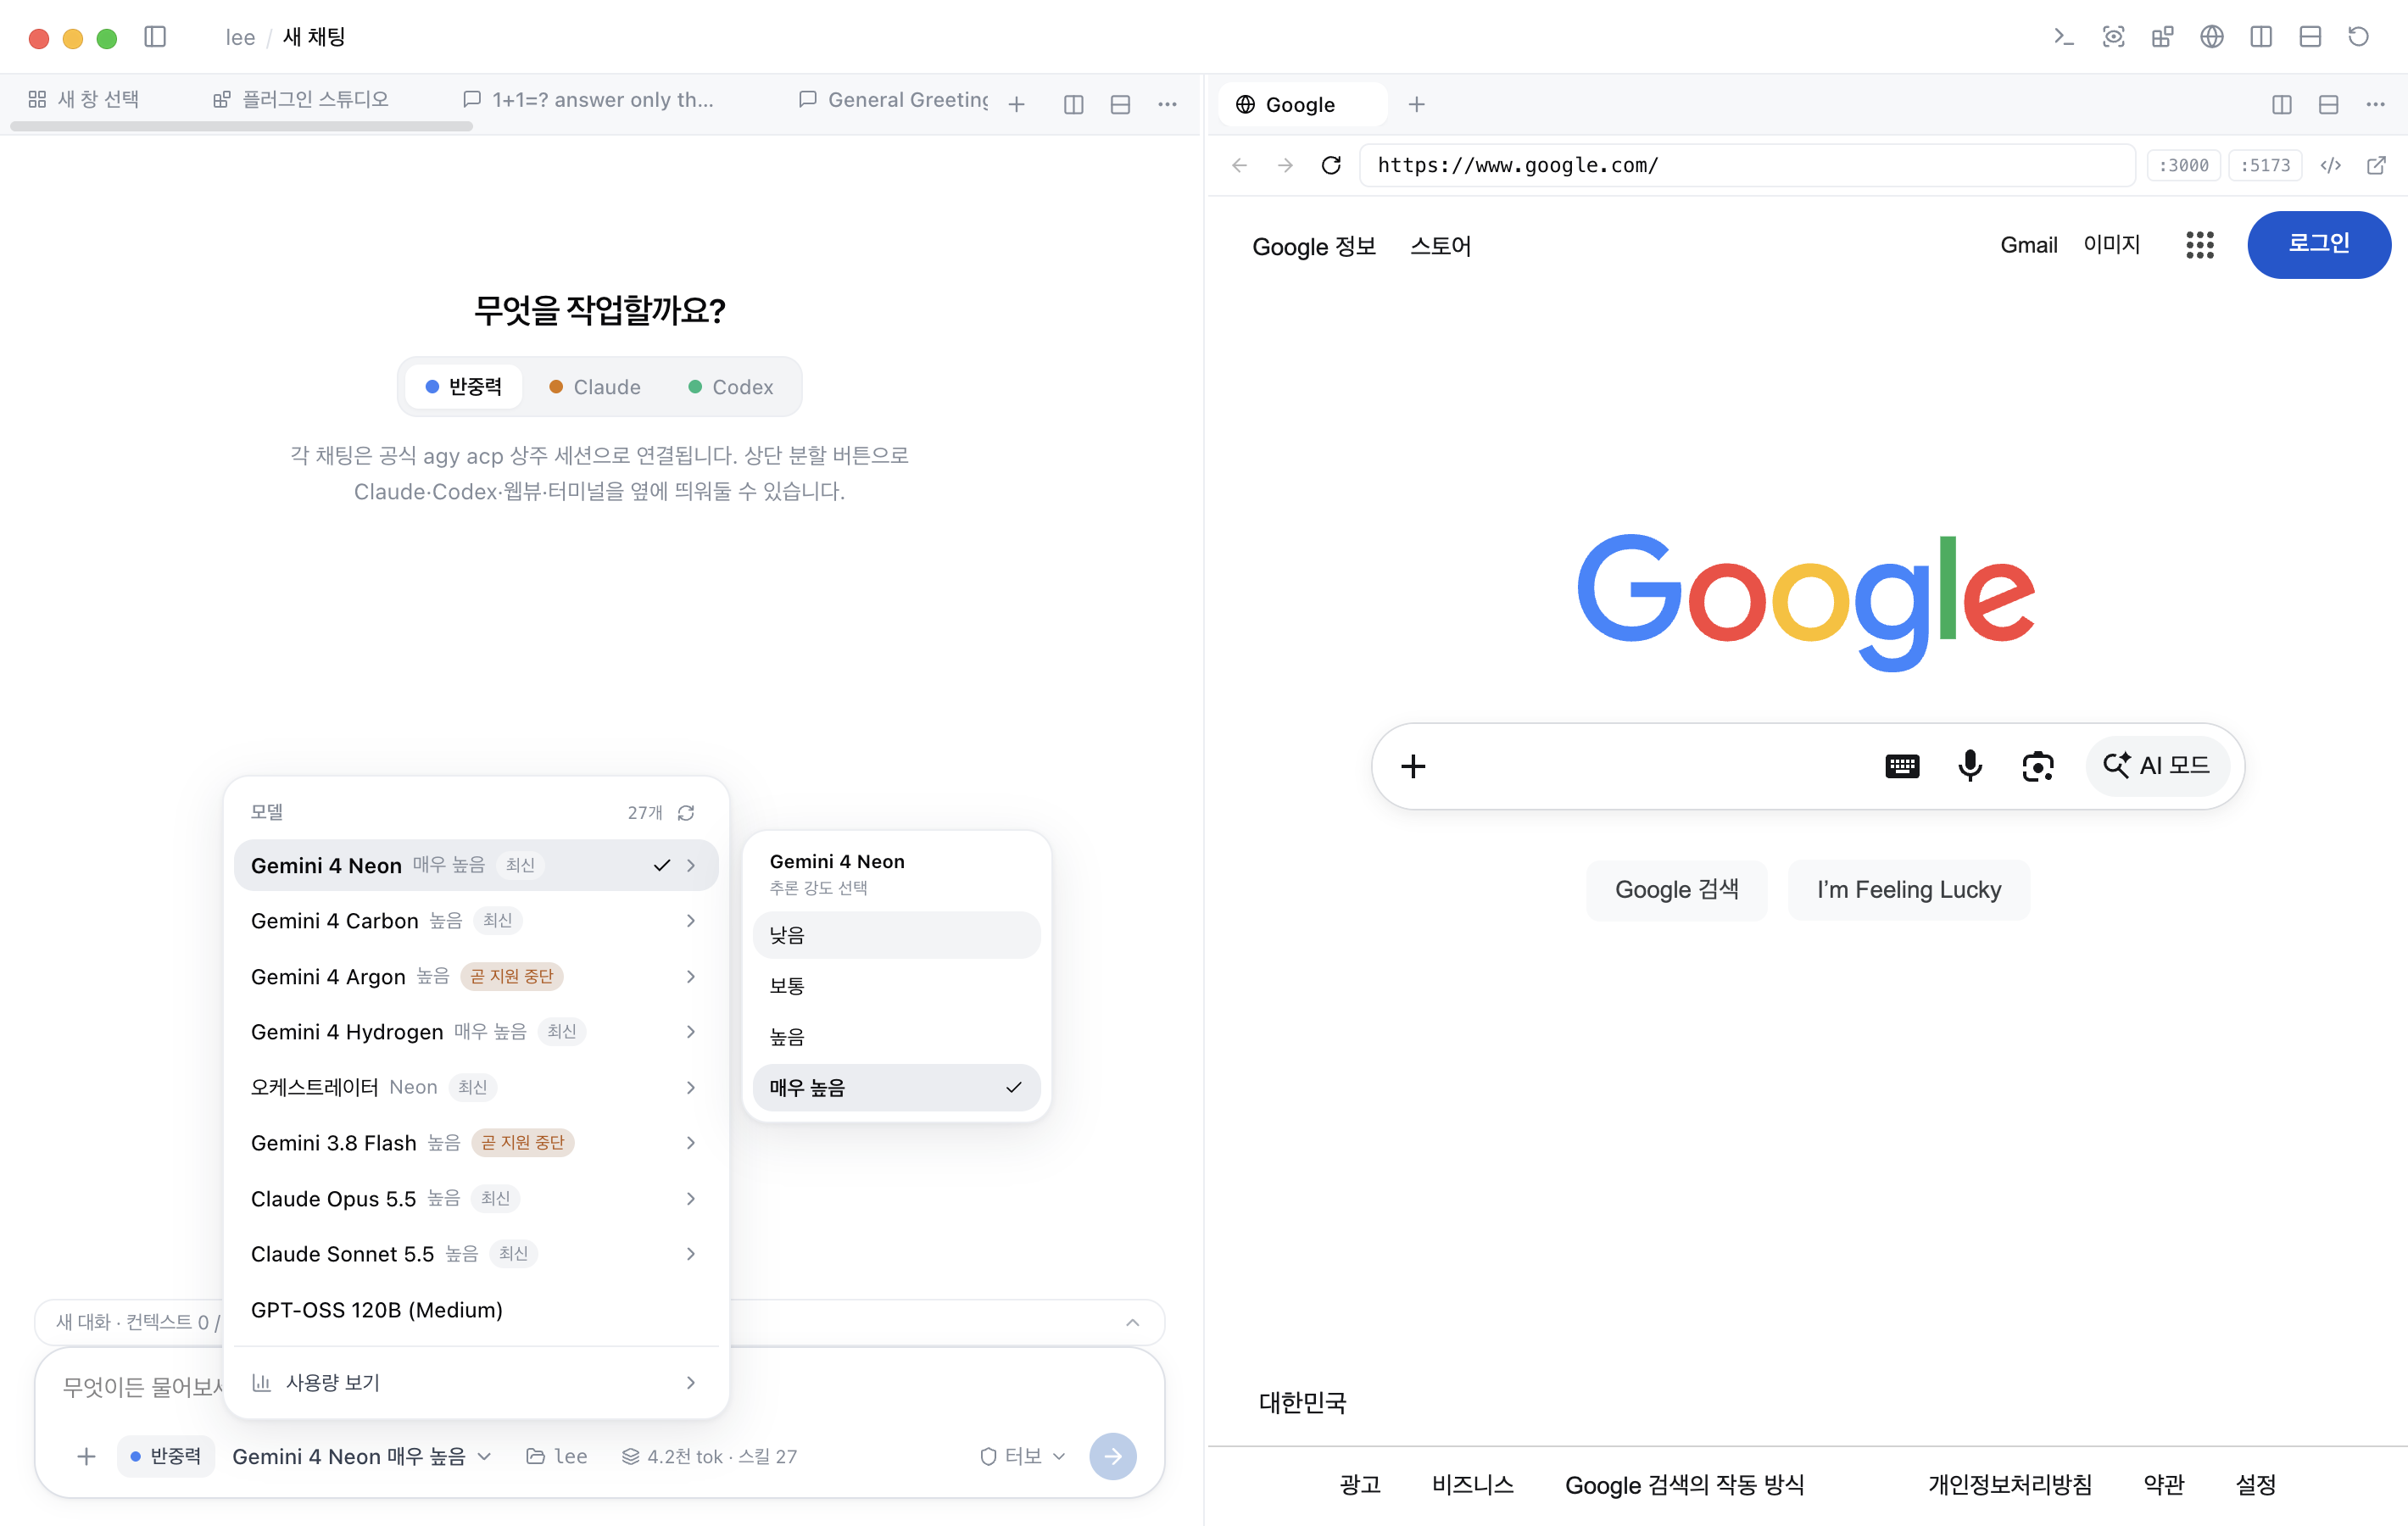 lee / 새 채팅
새 창 선택
플러그인 스튜디오
1+1=? answer only th...
General Greeting
무엇을 작업할까요?
반중력
Claude
Codex
각 채팅은 공식 agy acp 상주 세션으로 연결됩니다. 상단 분할 버튼으로
Claude·Codex·웹뷰·터미널을 옆에 띄워둘 수 있습니다.
모델 27개
Gemini 4 Neon 매우 높음 최신
Gemini 4 Carbon 높음 최신
Gemini 4 Argon 높음 곧 지원 중단
Gemini 4 Hydrogen 매우 높음 최신
오케스트레이터 Neon 최신
Gemini 3.8 Flash 높음 곧 지원 중단
Claude Opus 5.5 높음 최신
Claude Sonnet 5.5 높음 최신
GPT-OSS 120B (Medium)
사용량 보기
Gemini 4 Neon
추론 강도 선택
낮음
보통
높음
매우 높음
새 대화 · 컨텍스트 0 /
무엇이든 물어보
반중력
Gemini 4 Neon 매우 높음
lee
4.2천 tok · 스킬 27
터보
Google
https://www.google.com/
:3000
:5173
Google 정보
스토어
Gmail
이미지
로그인
Google
AI 모드
Google 검색
I'm Feeling Lucky
대한민국
광고
비즈니스
Google 검색의 작동 방식
개인정보처리방침
약관
설정